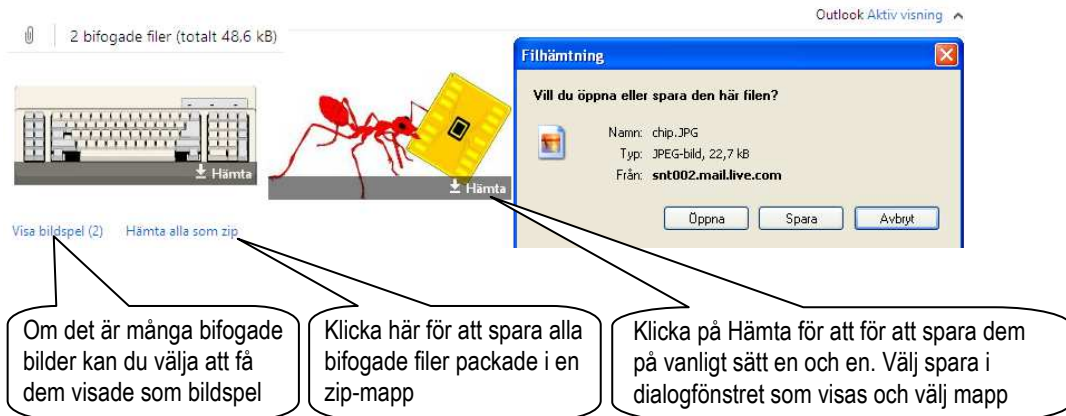 Outlook Aktiv visning
2 bifogade filer (totalt 48,6 kB)
Hämta
Hämta
Visa bildspel (2) Hämta alla som zip
Filhämtning
Vill du öppna eller spara den här filen?
Namn: chip.JPG
Typ: JPEG-bild, 22,7 kB
Från: snt002.mail.live.com
Öppna Spara Avbryt
Om det är många bifogade
bilder kan du välja att få
dem visade som bildspel
Klicka här för att spara alla
bifogade filer packade i en
zip-mapp
Klicka på Hämta för att för att spara dem
på vanligt sätt en och en. Välj spara i
dialogfönstret som visas och välj mapp